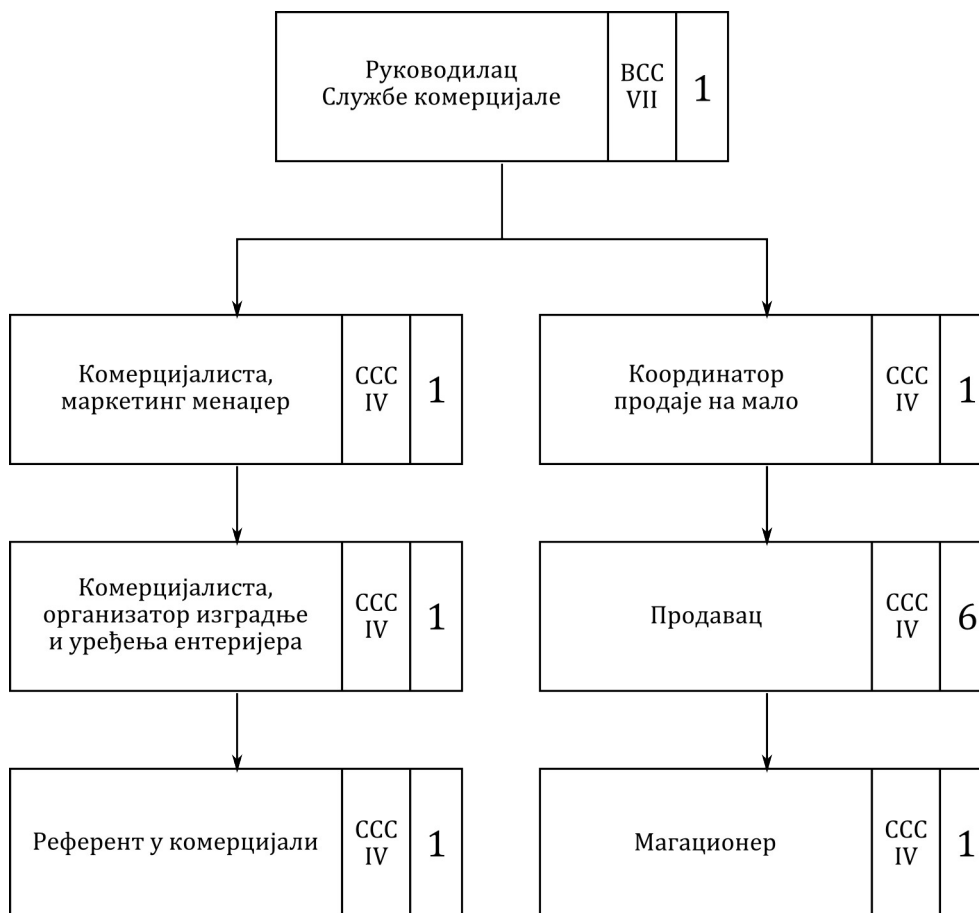 Руководилац
Службе комерцијале
ВСС
VII
1
Комерцијалиста,
маркетинг менаџер
ССС
IV
1
Координатор
продаје на мало
ССС
IV
1
Комерцијалиста,
организатор изградње
и уређења ентеријера
ССС
IV
1
Продавац
ССС
IV
6
Референт у комерцијали
ССС
IV
1
Магационер
ССС
IV
1